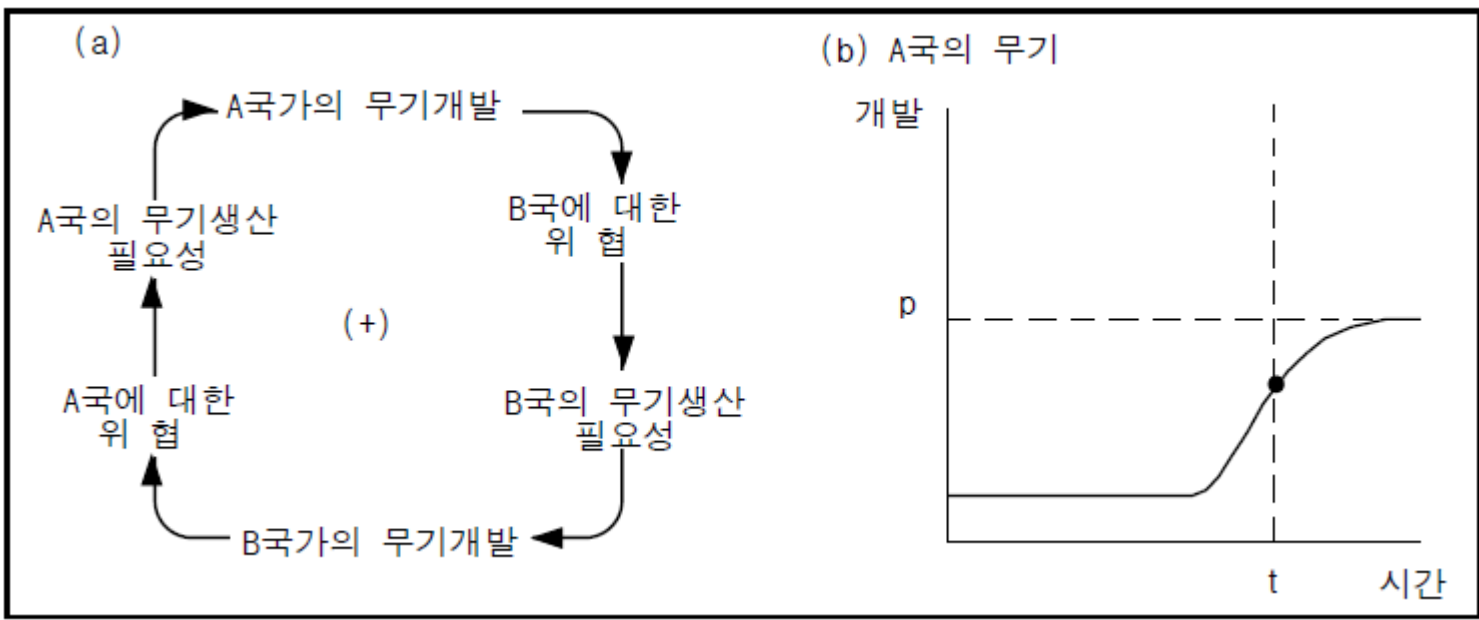 (a)
A국가의 무기개발
B국에 대한
위 협
B국의 무기생산
필요성
B국가의 무기개발
A국에 대한
위 협
A국의 무기생산
필요성
(+)
(b) A국의 무기
개발
p
t
시간